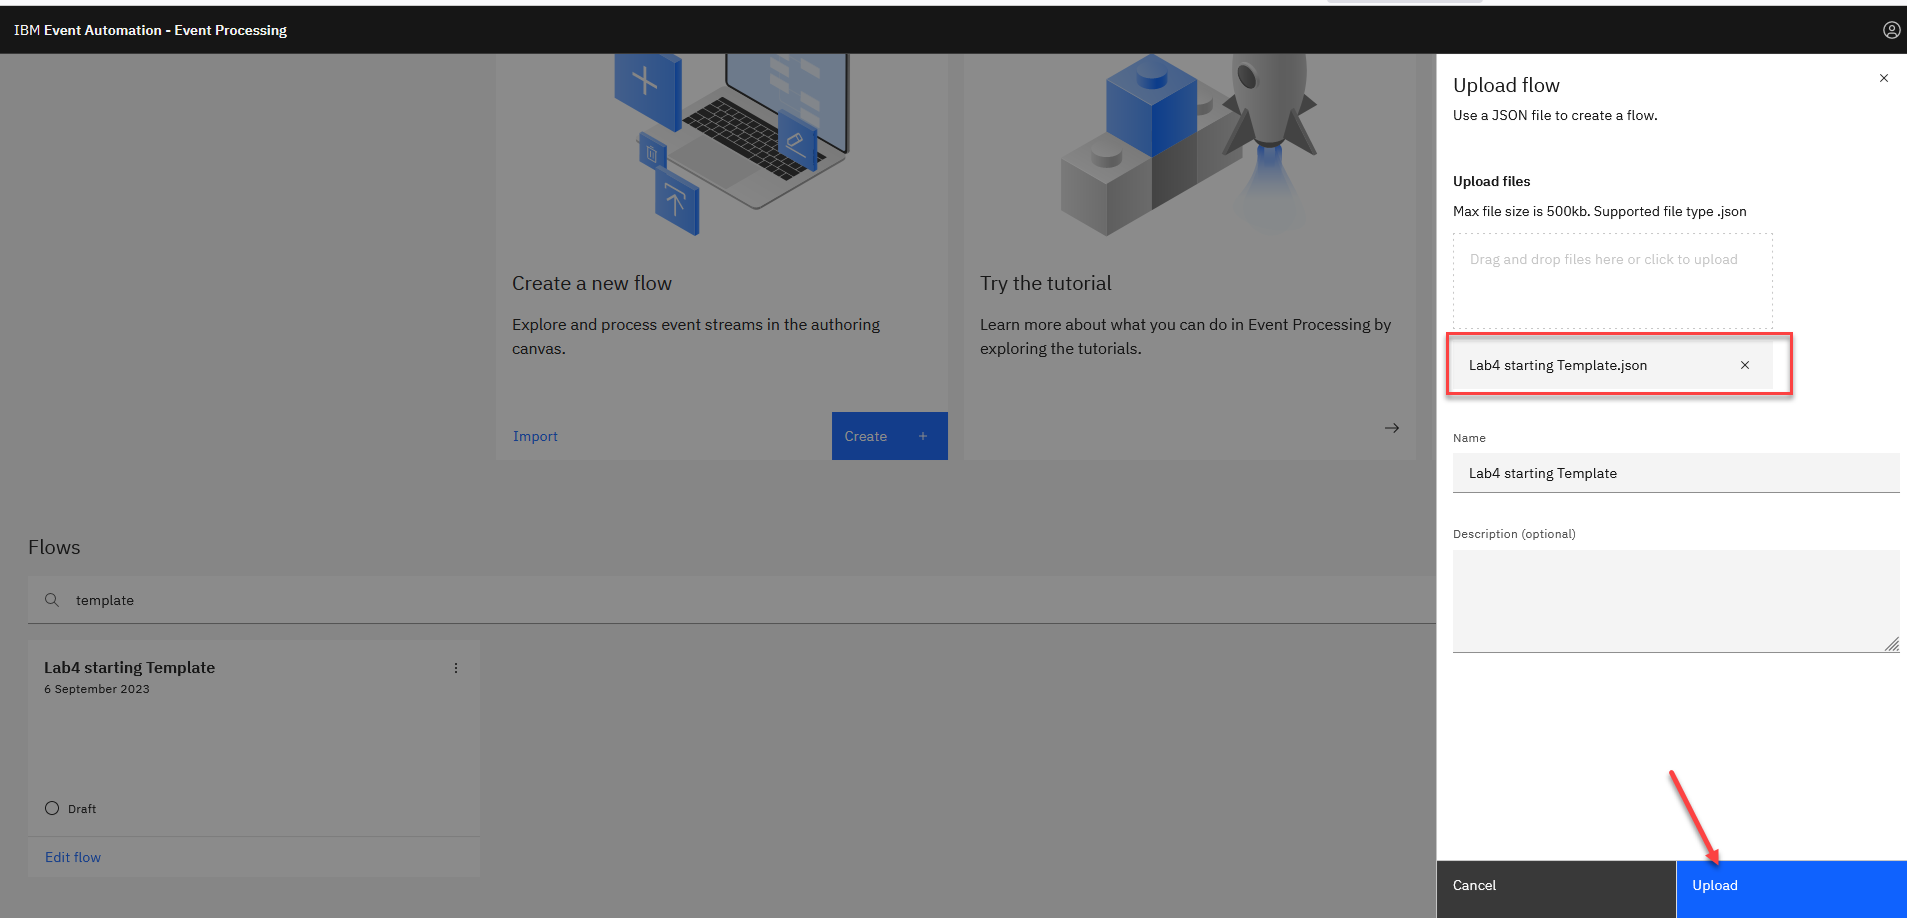 IBM Event Automation - Event Processing
Create a new flow
Explore and process event streams in the authoring
canvas.
Import
Create
Try the tutorial
Learn more about what you can do in Event Processing by
exploring the tutorials.
Flows
template
Lab4 starting Template
6 September 2023
Draft
Edit flow
Upload flow
Use a JSON file to create a flow.
Upload files
Max file size is 500kb. Supported file type .json
Drag and drop files here or click to upload
Lab4 starting Template.json
Name
Lab4 starting Template
Description (optional)
Cancel
Upload